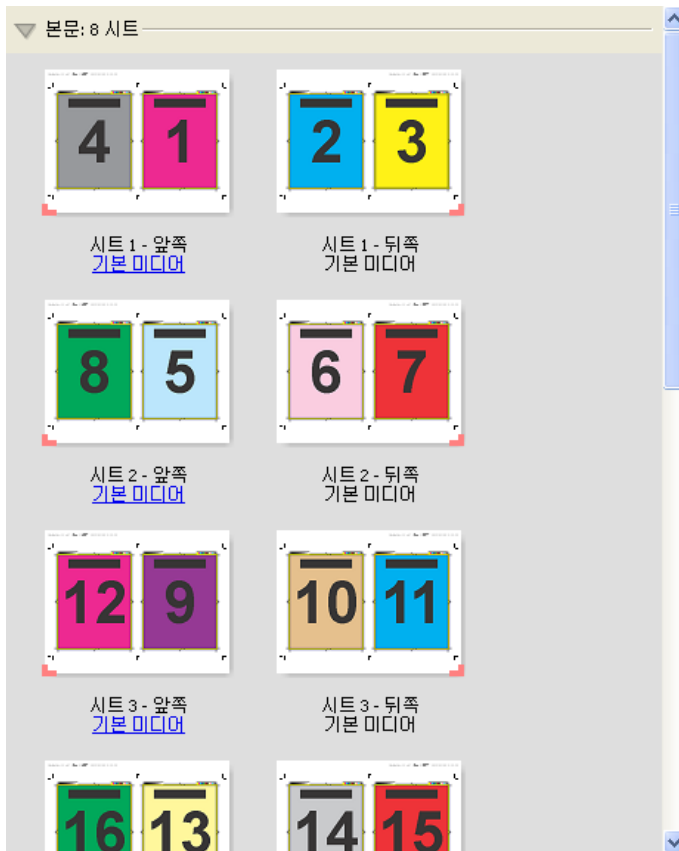 본문: 8 시트
4 1
2 3
시트 1 - 앞쪽
기본 미디어
시트 1 - 뒤쪽
기본 미디어
8 5
6 7
시트 2 - 앞쪽
기본 미디어
시트 2 - 뒤쪽
기본 미디어
12 9
10 11
시트 3 - 앞쪽
기본 미디어
시트 3 - 뒤쪽
기본 미디어
16 13
14 15